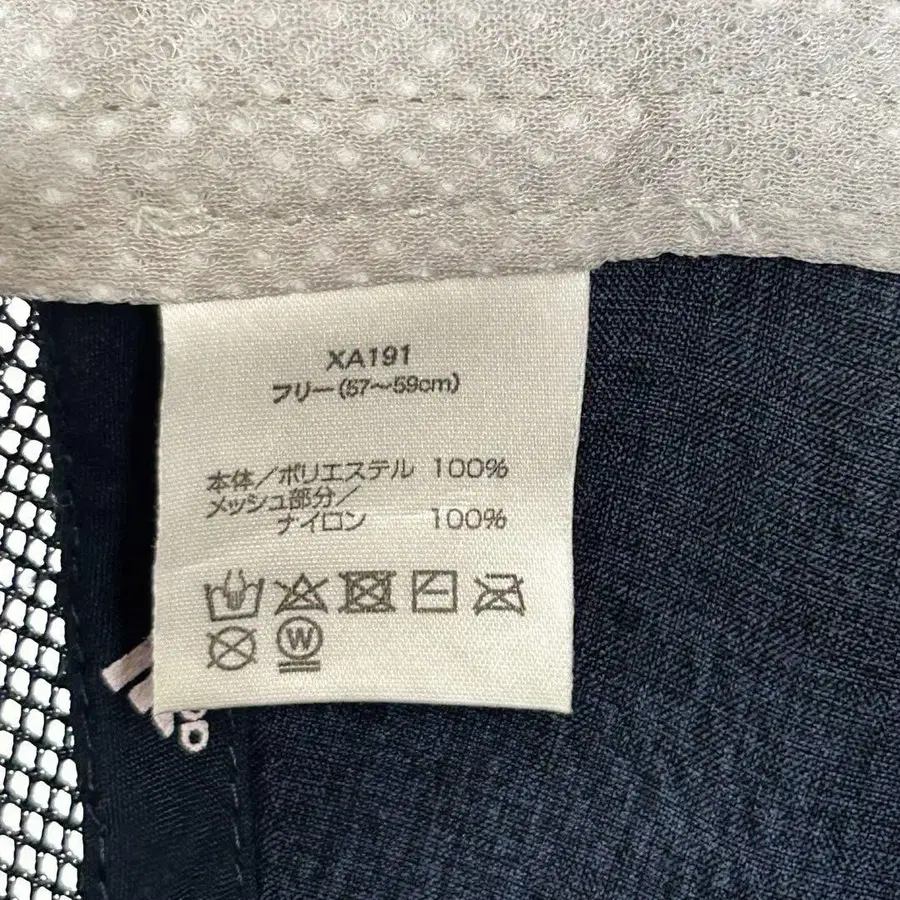 XA191
フリー(57～59cm)
本体／ポリエステル 100%
メッシュ部分／
ナイロン 100%
W